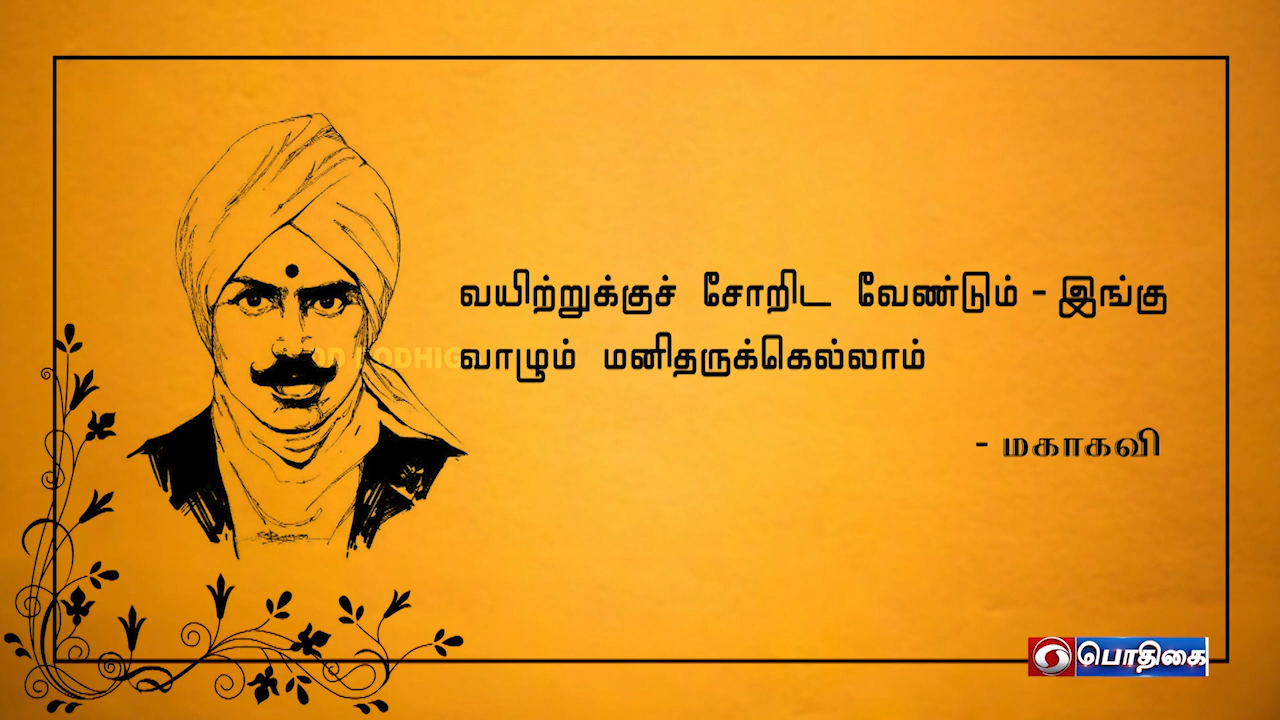 வயிற்றுக்குச் சோறிட வேண்டும் - இங்கு
வாழும் மனிதருக்கெல்லாம்
- மகாகவி
பொதிகை